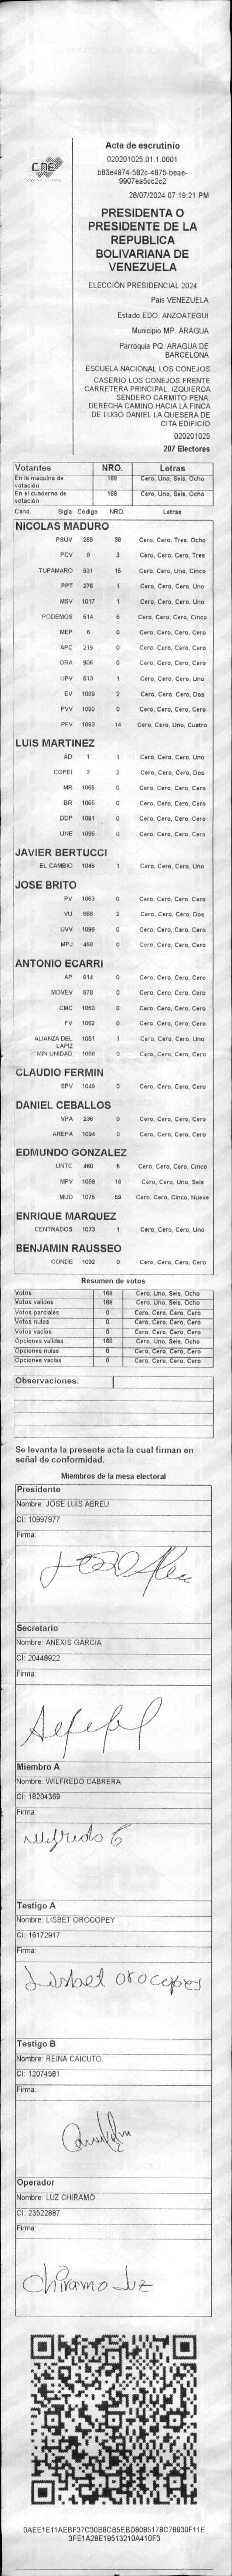 CNE
Acta de escrutinio
020201025.01.1.0001
b83e4974-582c-4875-beae-
9907ea5cc2c2
28/07/2024 07:19:21 PM
PRESIDENTA O
PRESIDENTE DE LA
REPUBLICA
BOLIVARIANA DE
VENEZUELA
ELECCIÓN PRESIDENCIAL 2024
País VENEZUELA
Estado EDO. ANZOATEGUI
Municipio MP. ARAGUA
Parroquia PQ. ARAGUA DE
BARCELONA
ESCUELA NACIONAL LOS CONEJOS
CASERIO LOS CONEJOS FRENTE
CARRETERA PRINCIPAL. IZQUIERDA
SENDERO CARMITO PENA.
DERECHA CAMINO HACIA LA FINCA
DE LUGO DANIEL LA QUESERA DE
CITA EDIFICIO
020201025
207 Electores
Votantes NRO. Letras
En la máquina de votación 168 Cero, Uno, Seis, Ocho
En el cuaderno de votación 168 Cero, Uno, Seis, Ocho
Cand. Sigla Código NRO. Letras
NICOLAS MADURO
PSUV 269 38 Cero, Cero, Tres, Ocho
PCV 9 3 Cero, Cero, Cero, Tres
TUPAMARO 931 15 Cero, Cero, Uno, Cinco
PPT 276 1 Cero, Cero, Cero, Uno
MSV 1017 1 Cero, Cero, Cero, Uno
PODEMOS 514 5 Cero, Cero, Cero, Cinco
MEP 6 0 Cero, Cero, Cero, Cero
APC 219 0 Cero, Cero, Cero, Cero
ORA 906 0 Cero, Cero, Cero, Cero
UPV 613 1 Cero, Cero, Cero, Uno
EV 1089 2 Cero, Cero, Cero, Dos
PVV 1090 0 Cero, Cero, Cero, Cero
PFV 1093 14 Cero, Cero, Uno, Cuatro
LUIS MARTINEZ
AD 1 1 Cero, Cero, Cero, Uno
COPEI 2 2 Cero, Cero, Cero, Dos
MR 1065 0 Cero, Cero, Cero, Cero
BR 1066 0 Cero, Cero, Cero, Cero
DDP 1091 0 Cero, Cero, Cero, Cero
UNE 1095 0 Cero, Cero, Cero, Cero
JAVIER BERTUCCI
EL CAMBIO 1048 1 Cero, Cero, Cero, Uno
JOSE BRITO
PV 1053 0 Cero, Cero, Cero, Cero
VU 888 2 Cero, Cero, Cero, Dos
UVV 1096 0 Cero, Cero, Cero, Cero
MPJ 458 0 Cero, Cero, Cero, Cero
ANTONIO ECARRI
AP 814 0 Cero, Cero, Cero, Cero
MOVEV 878 0 Cero, Cero, Cero, Cero
CMC 1050 0 Cero, Cero, Cero, Cero
FV 1062 0 Cero, Cero, Cero, Cero
ALIANZA DEL LAPIZ 1051 1 Cero, Cero, Cero, Uno
MIN UNIDAD 1068 0 Cero, Cero, Cero, Cero
CLAUDIO FERMIN
SPV 1049 0 Cero, Cero, Cero, Cero
DANIEL CEBALLOS
VPA 236 0 Cero, Cero, Cero, Cero
AREPA 1094 0 Cero, Cero, Cero, Cero
EDMUNDO GONZALEZ
UNTC 460 5 Cero, Cero, Cero, Cinco
MPV 1069 16 Cero, Cero, Uno, Seis
MUD 1075 59 Cero, Cero, Cinco, Nueve
ENRIQUE MARQUEZ
CENTRADOS 1073 1 Cero, Cero, Cero, Uno
BENJAMIN RAUSSEO
CONDE 1092 0 Cero, Cero, Cero, Cero
Resumen de votos
Votos 168 Cero, Uno, Seis, Ocho
Votos válidos 168 Cero, Uno, Seis, Ocho
Votos parciales 0 Cero, Cero, Cero, Cero
Votos nulos 0 Cero, Cero, Cero, Cero
Votos vacíos 0 Cero, Cero, Cero, Cero
Opciones validas 168 Cero, Uno, Seis, Ocho
Opciones nulas 0 Cero, Cero, Cero, Cero
Opciones vacías 0 Cero, Cero, Cero, Cero
Observaciones:
Se levanta la presente acta la cual firman en
señal de conformidad.
Miembros de la mesa electoral
Presidente
Nombre: JOSE LUIS ABREU
CI: 10997977
Firma:
Secretario
Nombre: ANEXIS GARCIA
CI: 20448922
Firma:
Miembro A
Nombre: WILFREDO CABRERA
CI: 18204369
Firma:
Testigo A
Nombre: LISBET OROCOPEY
CI: 16172917
Firma:
Lisbet orocopey
Testigo B
Nombre: REINA CAICUTO
CI: 12074561
Firma:
Operador
Nombre: LUZ CHIRAMO
CI: 23522887
Firma:
Chiramo Luz
0AEE1E11AEBF37C30B8CB5EBD8085178C78930F11E
3FE1A28E19513210A410F3